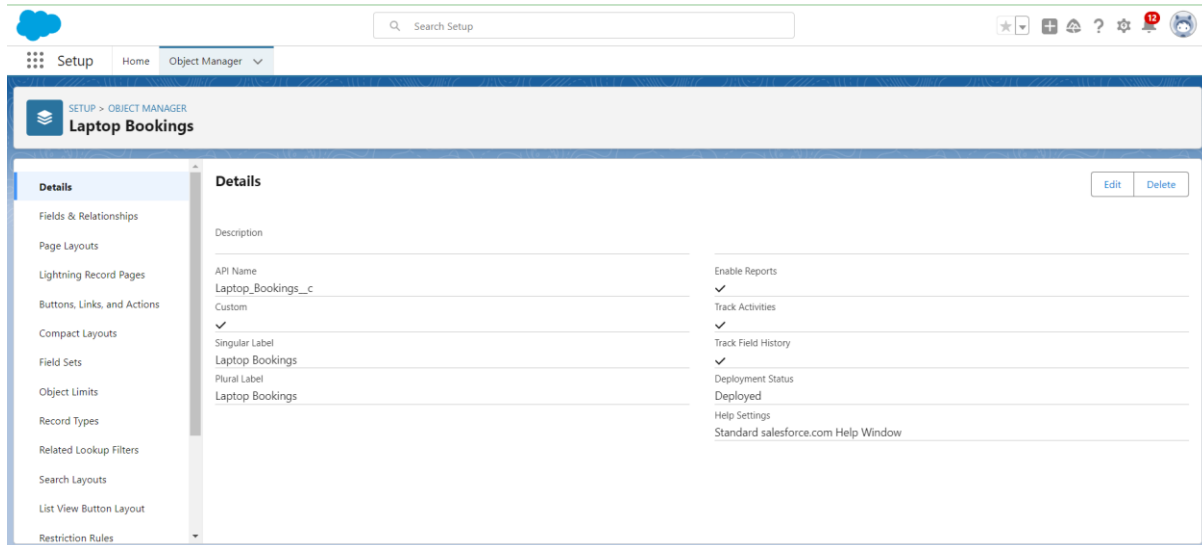 Search Setup
12
Setup
Home
Object Manager
SETUP > OBJECT MANAGER
Laptop Bookings
Details
Fields & Relationships
Page Layouts
Lightning Record Pages
Buttons, Links, and Actions
Compact Layouts
Field Sets
Object Limits
Record Types
Related Lookup Filters
Search Layouts
List View Button Layout
Restriction Rules
Details
Edit
Delete
Description
API Name
Laptop_Bookings__c
Custom
Singular Label
Laptop Bookings
Plural Label
Laptop Bookings
Enable Reports
Track Activities
Track Field History
Deployment Status
Deployed
Help Settings
Standard salesforce.com Help Window